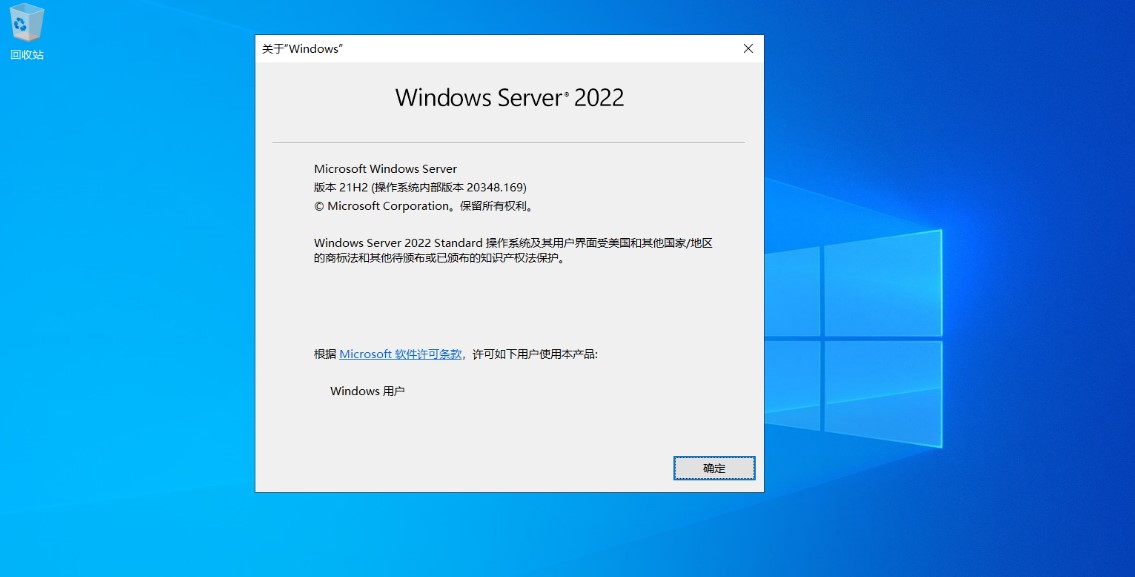 回收站
关于“Windows”
Windows Server® 2022
Microsoft Windows Server
版本 21H2 (操作系统内部版本 20348.169)
© Microsoft Corporation。保留所有权利。
Windows Server 2022 Standard 操作系统及其用户界面受美国和其他国家/地区
的商标法和其他待颁布或已颁布的知识产权法保护。
根据 Microsoft 软件许可条款，许可如下用户使用本产品:
Windows 用户
确定